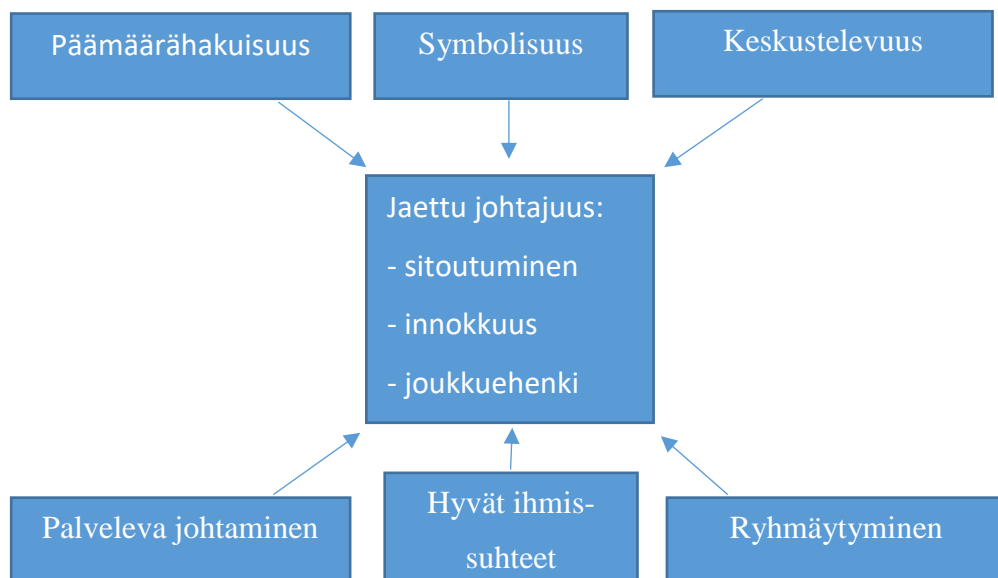 Päämäärähakuisuus
Symbolisuus
Keskustelevuus
Jaettu johtajuus:
- sitoutuminen
- innokkuus
- joukkuehenki
Palveleva johtaminen
Hyvät ihmis-
suhteet
Ryhmäytyminen